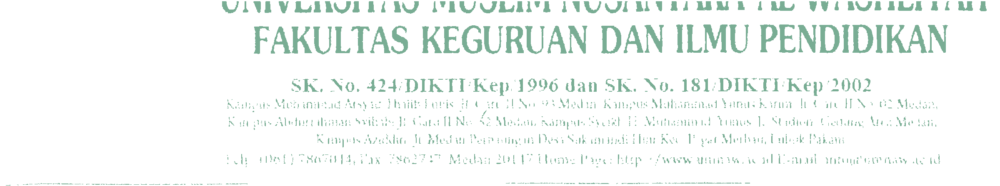 UNIVERSITAS MUSLIM NUSANTARA AL WASHLIYAH
FAKULTAS KEGURUAN DAN ILMU PENDIDIKAN
SK. No. 424/DIKTI/Kep/1996 dan SK. No. 181/DIKTI/Kep/2002
Kampus Muhammad Arsyad Thalib Lubis Jl. Garu II No. 93 Medan Kampus Muhammad Yunus Karim Jl. Garu II No. 02 Medan,
Kampus Abdurrahman Syihab Jl. Garu II No. 52 Medan, Kampus Syeikh H. Muhammad Yunus Jl. Stadion Gedung Arca Medan,
Kampus Azaddin Jl. Medan Perbaungan Desa Sukamandi Hilir Kec. Pagar Merbau, Lubuk Pakam
Telp. (061) 7867044, Fax. 7862747 Medan 20147 Home Page: http://www.umnaw.ac.id E-mail: info@umnaw.ac.id